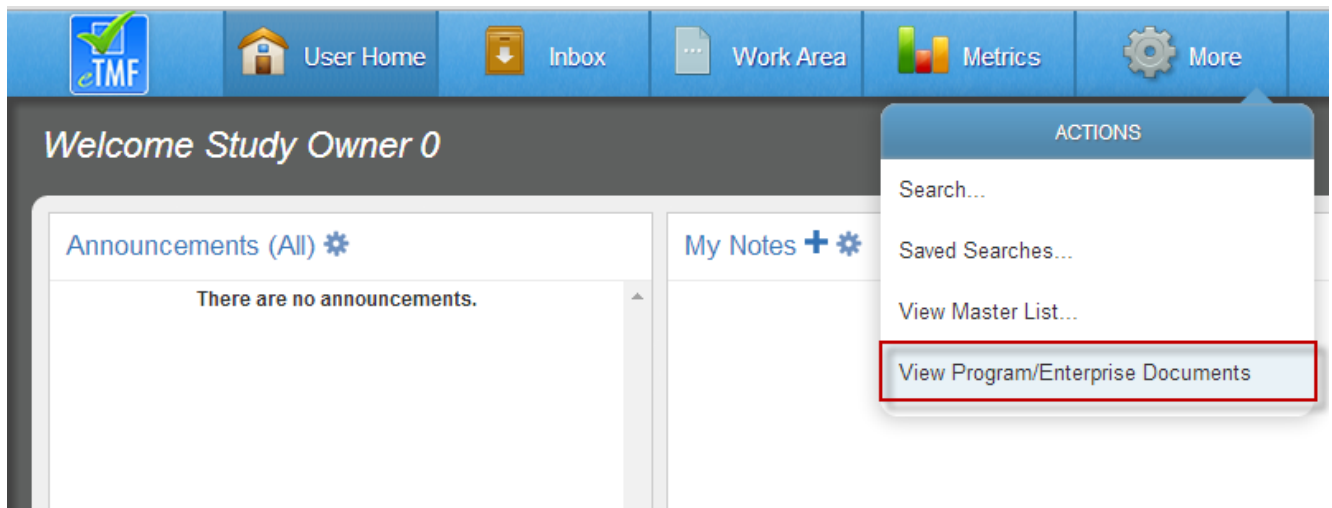 eTMF
User Home
Inbox
Work Area
Metrics
More
Welcome Study Owner 0
ACTIONS
Search...
Saved Searches...
View Master List...
View Program/Enterprise Documents
Announcements (All)
There are no announcements.
My Notes